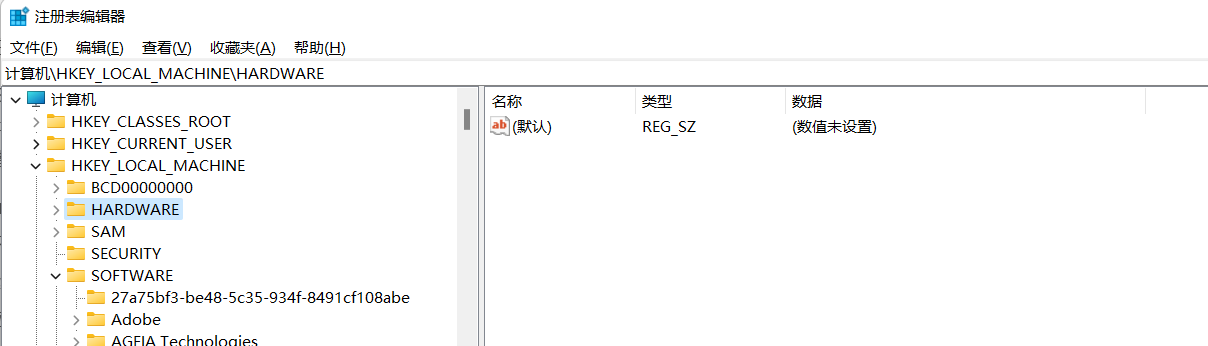 注册表编辑器
文件(F) 编辑(E) 查看(V) 收藏夹(A) 帮助(H)
计算机\HKEY_LOCAL_MACHINE\HARDWARE
计算机
HKEY_CLASSES_ROOT
HKEY_CURRENT_USER
HKEY_LOCAL_MACHINE
BCD00000000
HARDWARE
SAM
SECURITY
SOFTWARE
27a75bf3-be48-5c35-934f-8491cf108abe
Adobe
AGEIA Technologies
名称 类型 数据
ab (默认) REG_SZ (数值未设置)